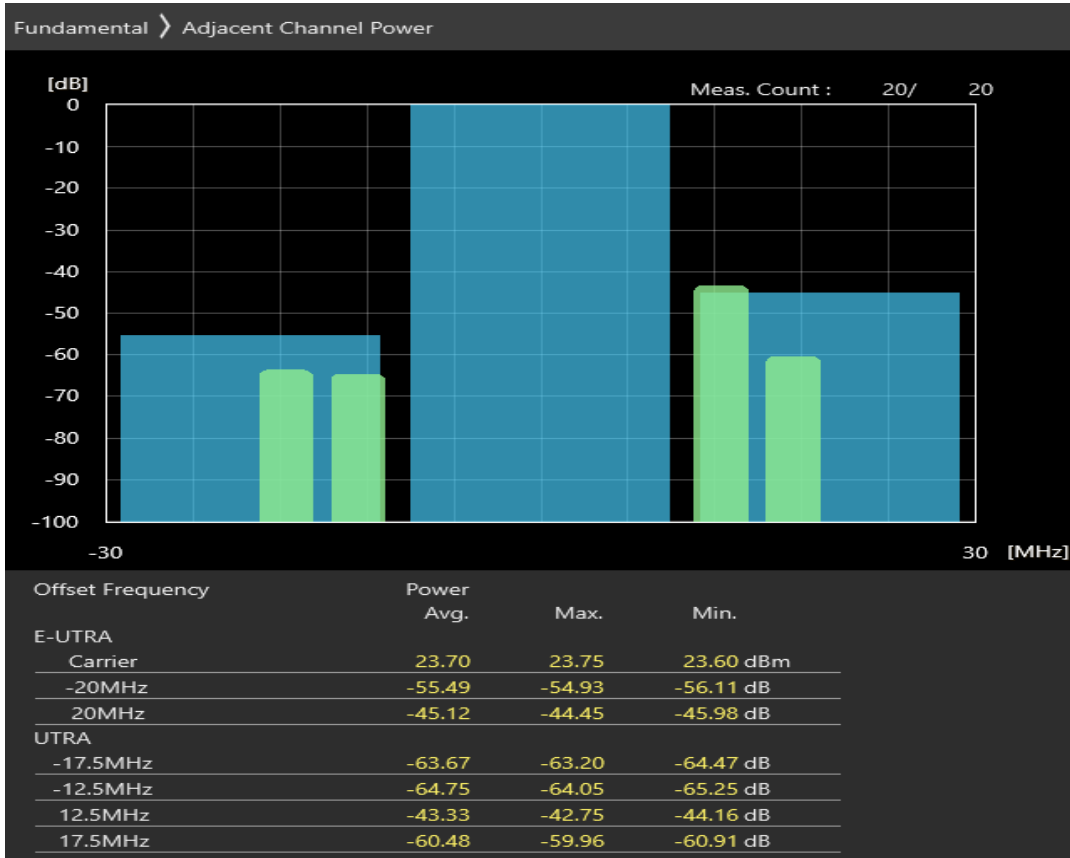 Fundamental 〉 Adjacent Channel Power
[dB]
Meas. Count : 20/ 20
0
-10
-20
-30
-40
-50
-60
-70
-80
-90
-100
-30 30 [MHz]
Offset Frequency Power
Avg. Max. Min.
E-UTRA
Carrier 23.70 23.75 23.60 dBm
-20MHz -55.49 -54.93 -56.11 dB
20MHz -45.12 -44.45 -45.98 dB
UTRA
-17.5MHz -63.67 -63.20 -64.47 dB
-12.5MHz -64.75 -64.05 -65.25 dB
12.5MHz -43.33 -42.75 -44.16 dB
17.5MHz -60.48 -59.96 -60.91 dB